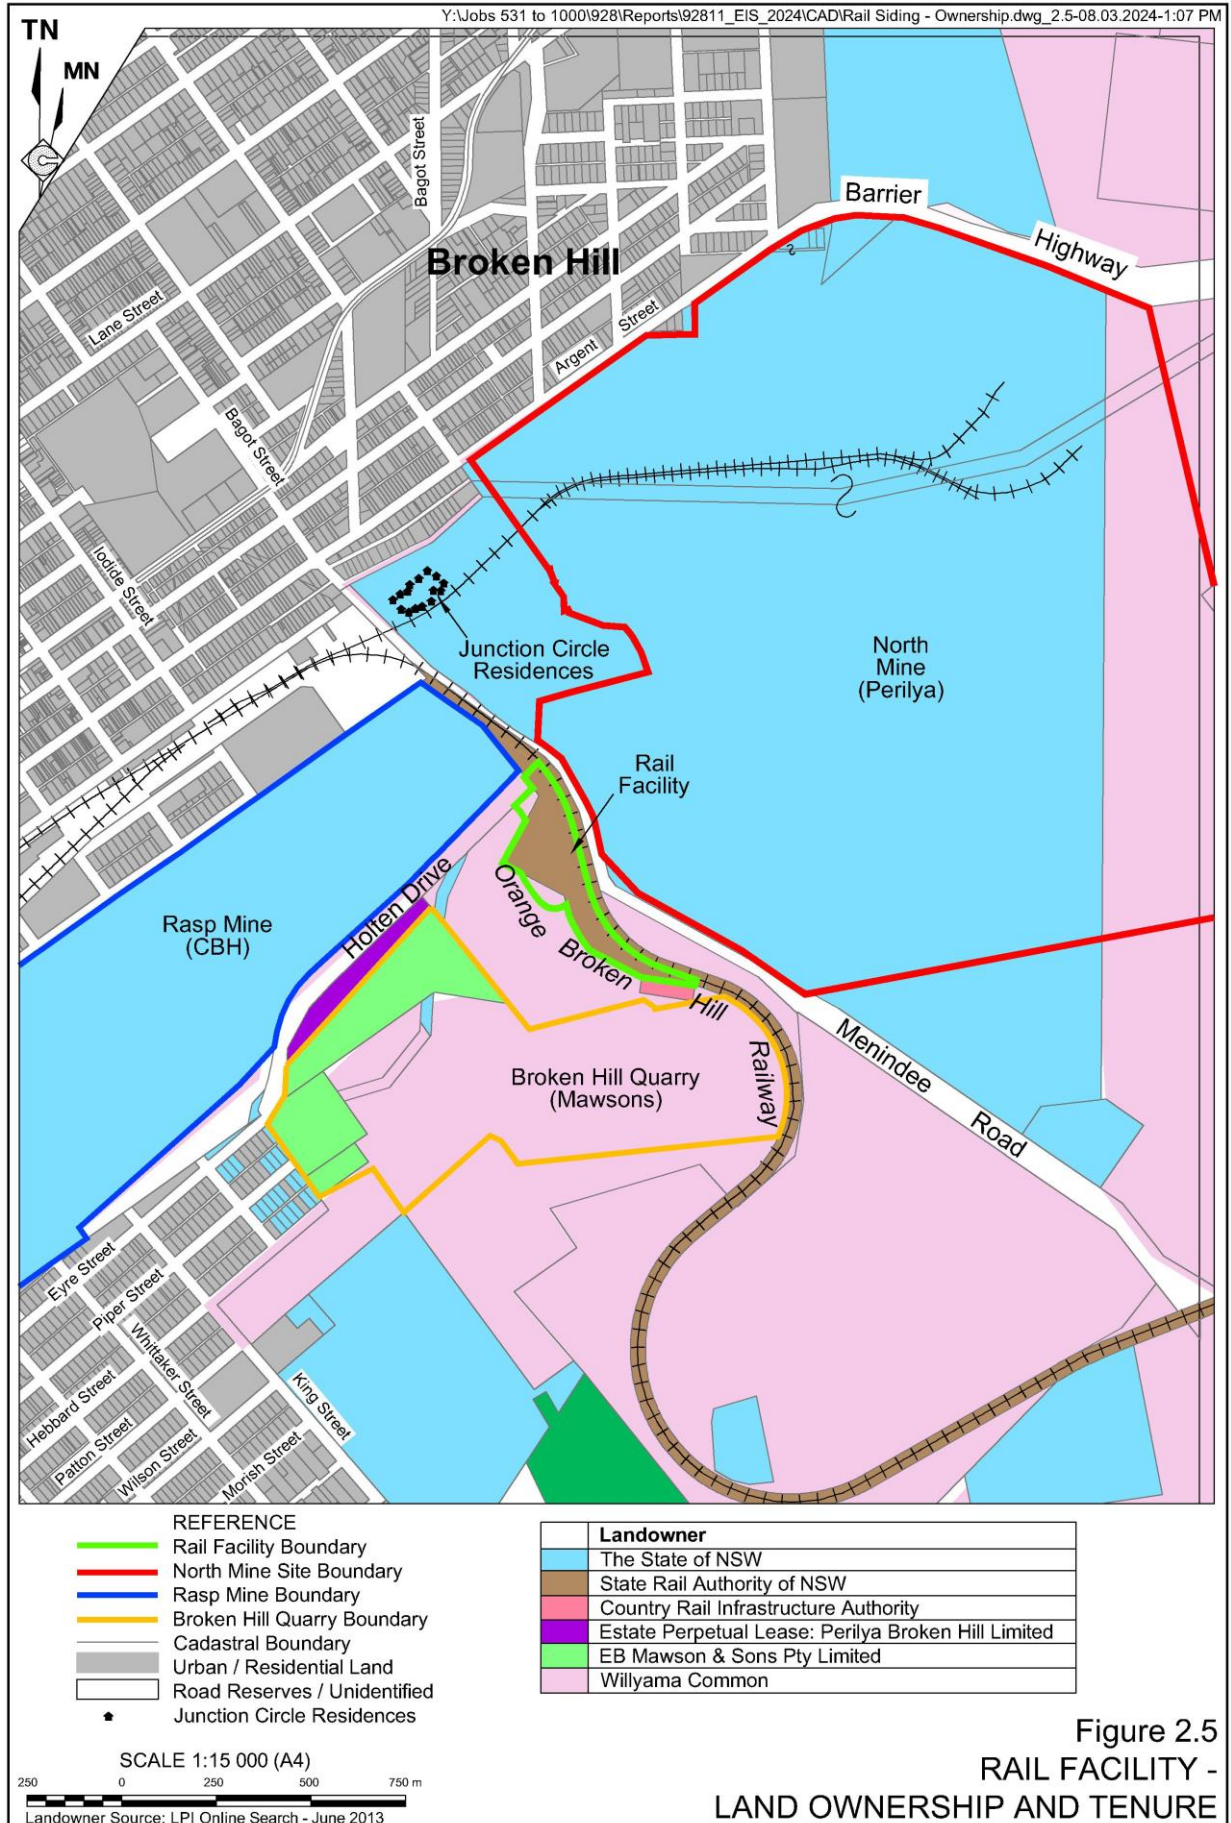 Y:\Jobs 531 to 1000\928\Reports\92811_EIS_2024\CAD\Rail Siding - Ownership.dwg_2.5-08.03.2024-1:07 PM
TN
MN
Bagot Street
Barrier
Highway
Broken Hill
Lane Street
Street
Argent
Bagot Street
Iodide Street
Junction Circle
Residences
North
Mine
(Perilya)
Rail
Facility
Orange
Broken
Hill
Railway
Holten Drive
Rasp Mine
(CBH)
Broken Hill Quarry
(Mawsons)
Menindee
Road
Eyre Street
Piper Street
Whittaker Street
Hebbard Street
King Street
Patton Street
Wilson Street
Morish Street
REFERENCE
Rail Facility Boundary
North Mine Site Boundary
Rasp Mine Boundary
Broken Hill Quarry Boundary
Cadastral Boundary
Urban / Residential Land
Road Reserves / Unidentified
Junction Circle Residences
Landowner
The State of NSW
State Rail Authority of NSW
Country Rail Infrastructure Authority
Estate Perpetual Lease: Perilya Broken Hill Limited
EB Mawson & Sons Pty Limited
Willyama Common
SCALE 1:15 000 (A4)
250 0 250 500 750 m
Landowner Source: LPI Online Search - June 2013
Figure 2.5
RAIL FACILITY -
LAND OWNERSHIP AND TENURE